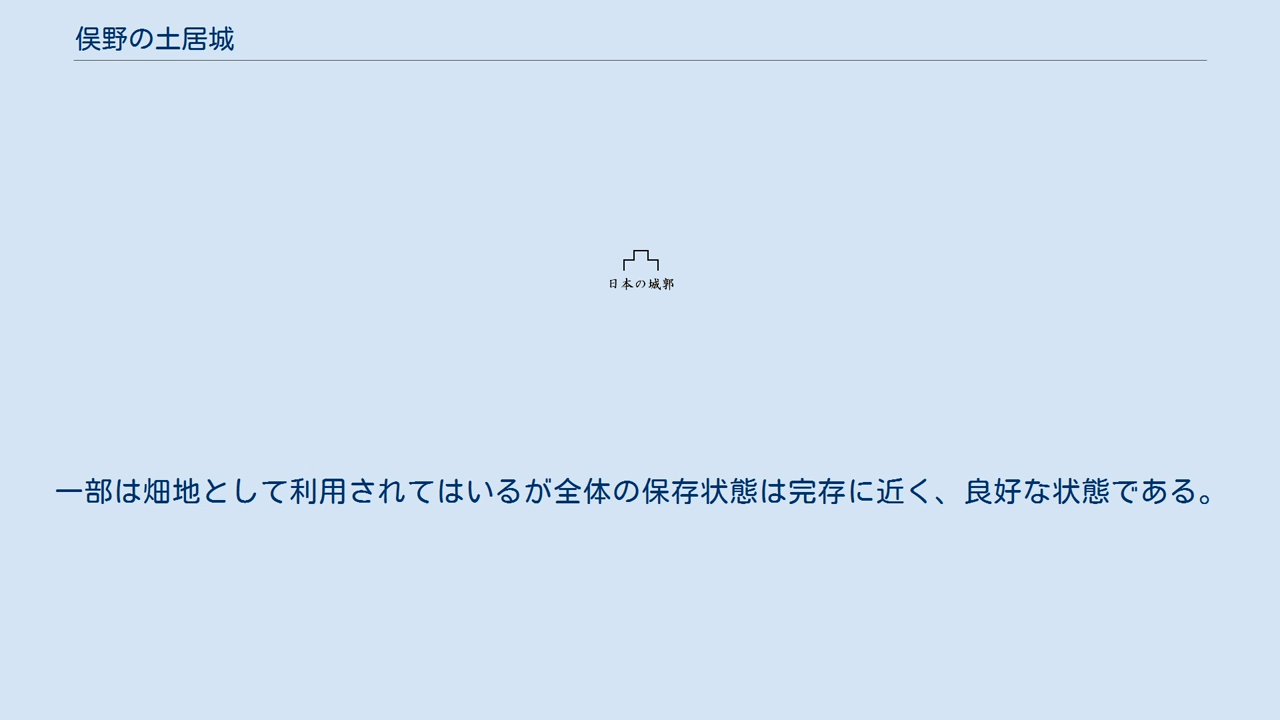 俣野の土居城
日本の城郭
一部は畑地として利用されてはいるが全体の保存状態は完存に近く、良好な状態である。